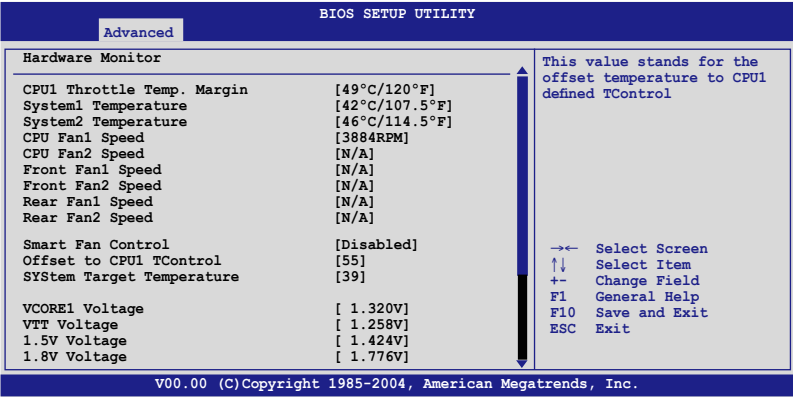 BIOS SETUP UTILITY
Advanced
Hardware Monitor
CPU1 Throttle Temp. Margin [49°C/120°F]
System1 Temperature [42°C/107.5°F]
System2 Temperature [46°C/114.5°F]
CPU Fan1 Speed [3884RPM]
CPU Fan2 Speed [N/A]
Front Fan1 Speed [N/A]
Front Fan2 Speed [N/A]
Rear Fan1 Speed [N/A]
Rear Fan2 Speed [N/A]
Smart Fan Control [Disabled]
Offset to CPU1 TControl [55]
SYStem Target Temperature [39]
VCORE1 Voltage [ 1.320V]
VTT Voltage [ 1.258V]
1.5V Voltage [ 1.424V]
1.8V Voltage [ 1.776V]
This value stands for the
offset temperature to CPU1
defined TControl
→← Select Screen
↑↓ Select Item
+- Change Field
F1 General Help
F10 Save and Exit
ESC Exit
V00.00 (C)Copyright 1985-2004, American Megatrends, Inc.